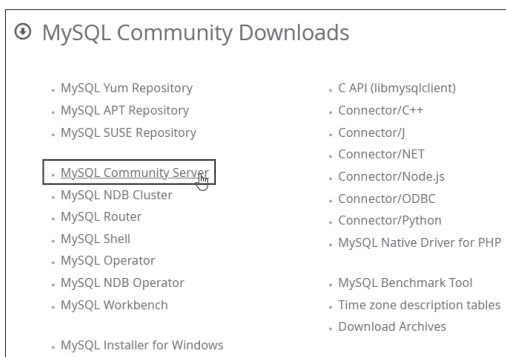 MySQL Community Downloads
MySQL Yum Repository
MySQL APT Repository
MySQL SUSE Repository
MySQL Community Server
MySQL NDB Cluster
MySQL Router
MySQL Shell
MySQL Operator
MySQL NDB Operator
MySQL Workbench
MySQL Installer for Windows
C API (libmysqlclient)
Connector/C++
Connector/J
Connector/NET
Connector/Node.js
Connector/ODBC
Connector/Python
MySQL Native Driver for PHP
MySQL Benchmark Tool
Time zone description tables
Download Archives